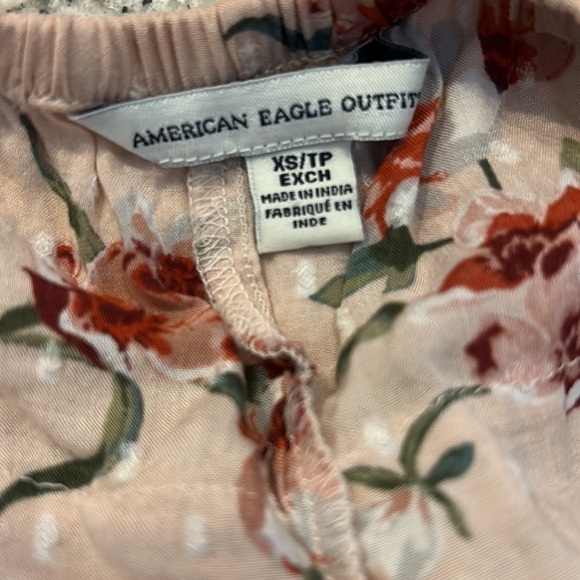 AMERICAN EAGLE OUTFIT
XS/TP
EXCH
MADE IN INDIA
FABRIQUÉ EN
INDE